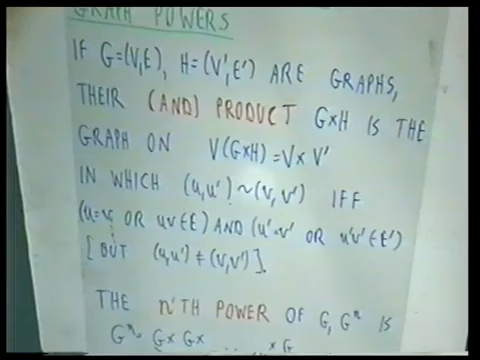 GRAPH POWERS
IF G=(V,E), H=(V',E') ARE GRAPHS,
THEIR (AND) PRODUCT G×H IS THE
GRAPH ON V(G×H)=V×V'
IN WHICH (u,u')~(v,v') IFF
(u=v OR uv∈E) AND (u'=v' OR u'v'∈E')
[BUT (u,u')≠(v,v')].
THE n'TH POWER OF G, G^n IS
G^n= G×G×...×G